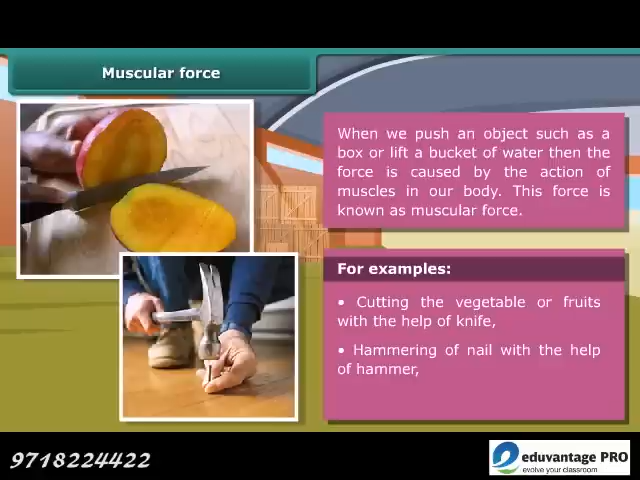 Muscular force
When we push an object such as a
box or lift a bucket of water then the
force is caused by the action of
muscles in our body. This force is
known as muscular force.
For examples:
• Cutting the vegetable or fruits
with the help of knife,
• Hammering of nail with the help
of hammer,
9718224422
eduvantage PRO
evolve your classroom